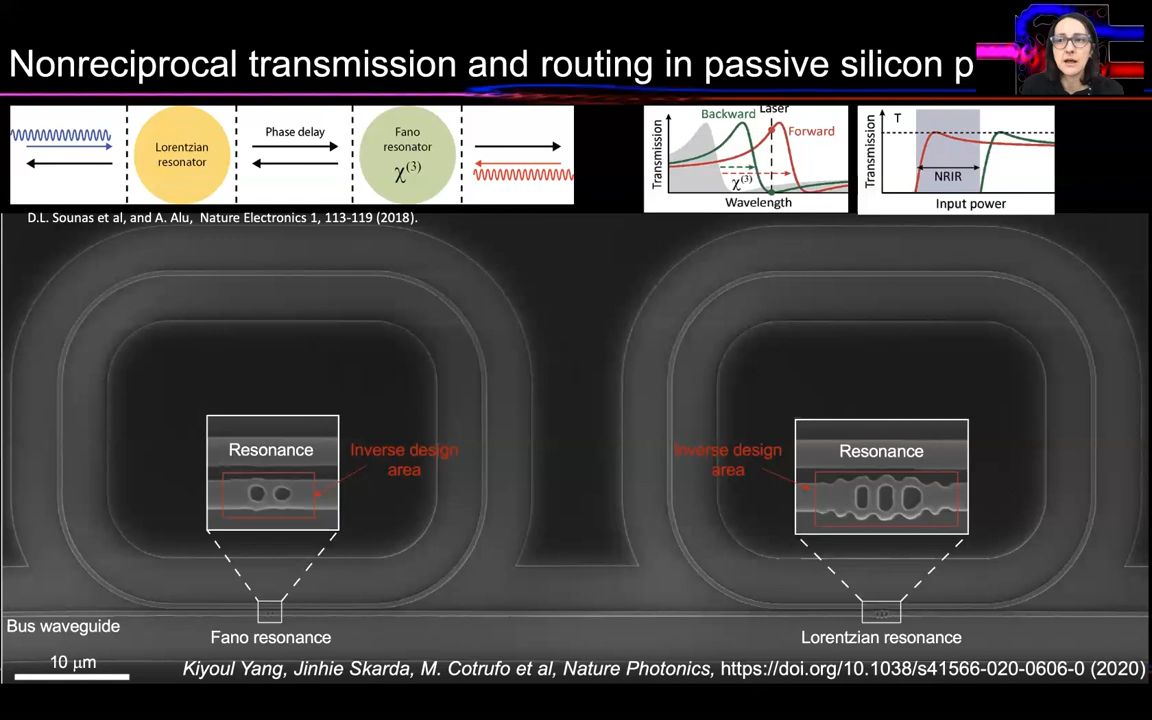 Nonreciprocal transmission and routing in passive silicon p
Lorentzian
resonator
Phase delay
Fano
resonator
χ(3)
Transmission
Backward
Laser
Forward
χ(3)
Wavelength
Transmission
T
NRIR
Input power
D.L. Sounas et al, and A. Alu, Nature Electronics 1, 113-119 (2018).
Resonance
Inverse design
area
Inverse design
area
Resonance
Bus waveguide
Fano resonance
Lorentzian resonance
10 μm
Kiyoul Yang, Jinhie Skarda, M. Cotrufo et al, Nature Photonics, https://doi.org/10.1038/s41566-020-0606-0 (2020)